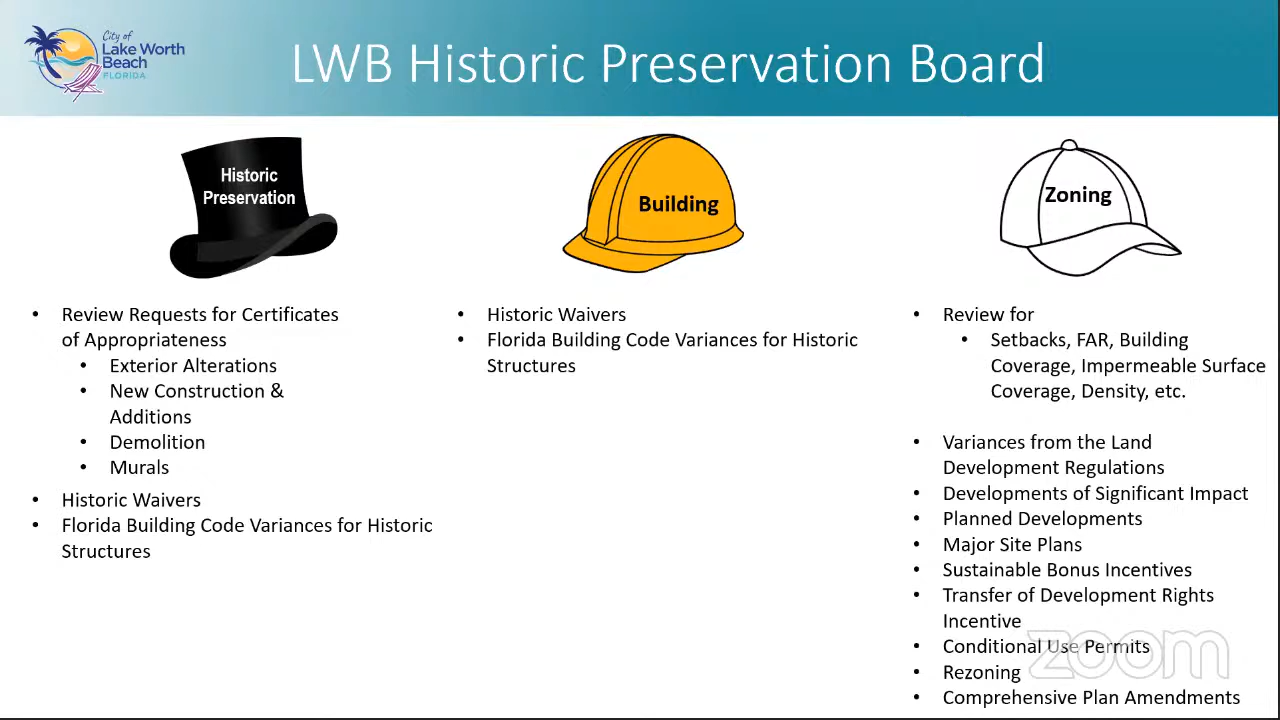 City of
Lake Worth
Beach
FLORIDA
LWB Historic Preservation Board
Historic
Preservation
• Review Requests for Certificates
of Appropriateness
• Exterior Alterations
• New Construction &
Additions
• Demolition
• Murals
• Historic Waivers
• Florida Building Code Variances for Historic
Structures
Building
• Historic Waivers
• Florida Building Code Variances for Historic
Structures
Zoning
• Review for
• Setbacks, FAR, Building
Coverage, Impermeable Surface
Coverage, Density, etc.
• Variances from the Land
Development Regulations
• Developments of Significant Impact
• Planned Developments
• Major Site Plans
• Sustainable Bonus Incentives
• Transfer of Development Rights
Incentive
• Conditional Use Permits
• Rezoning
• Comprehensive Plan Amendments
zoom